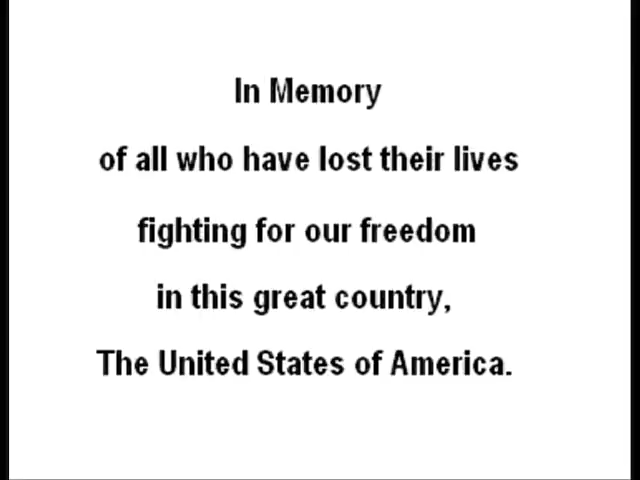 In Memory
of all who have lost their lives
fighting for our freedom
in this great country,
The United States of America.